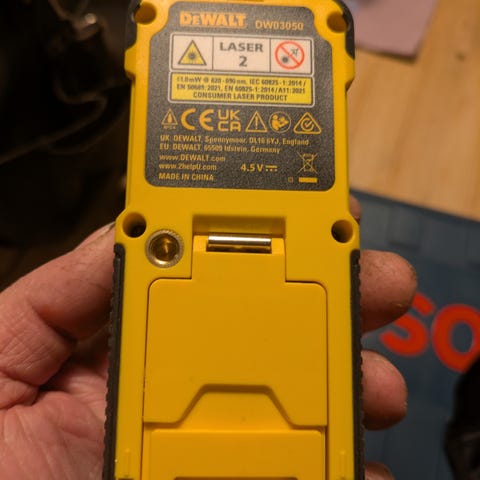 DEWALT DW03050
LASER
2
≤1.0mW @ 620 - 690 nm, IEC 60825-1: 2014 /
EN 50689: 2021, EN 60825-1: 2014 / A11: 2021
CONSUMER LASER PRODUCT
CE UK CA
UK: DEWALT, Spennymoor, DL16 6YJ, England
EU: DEWALT, 65509 Idstein, Germany
www.DEWALT.com
www.2helpU.com 4.5 V
MADE IN CHINA
SO